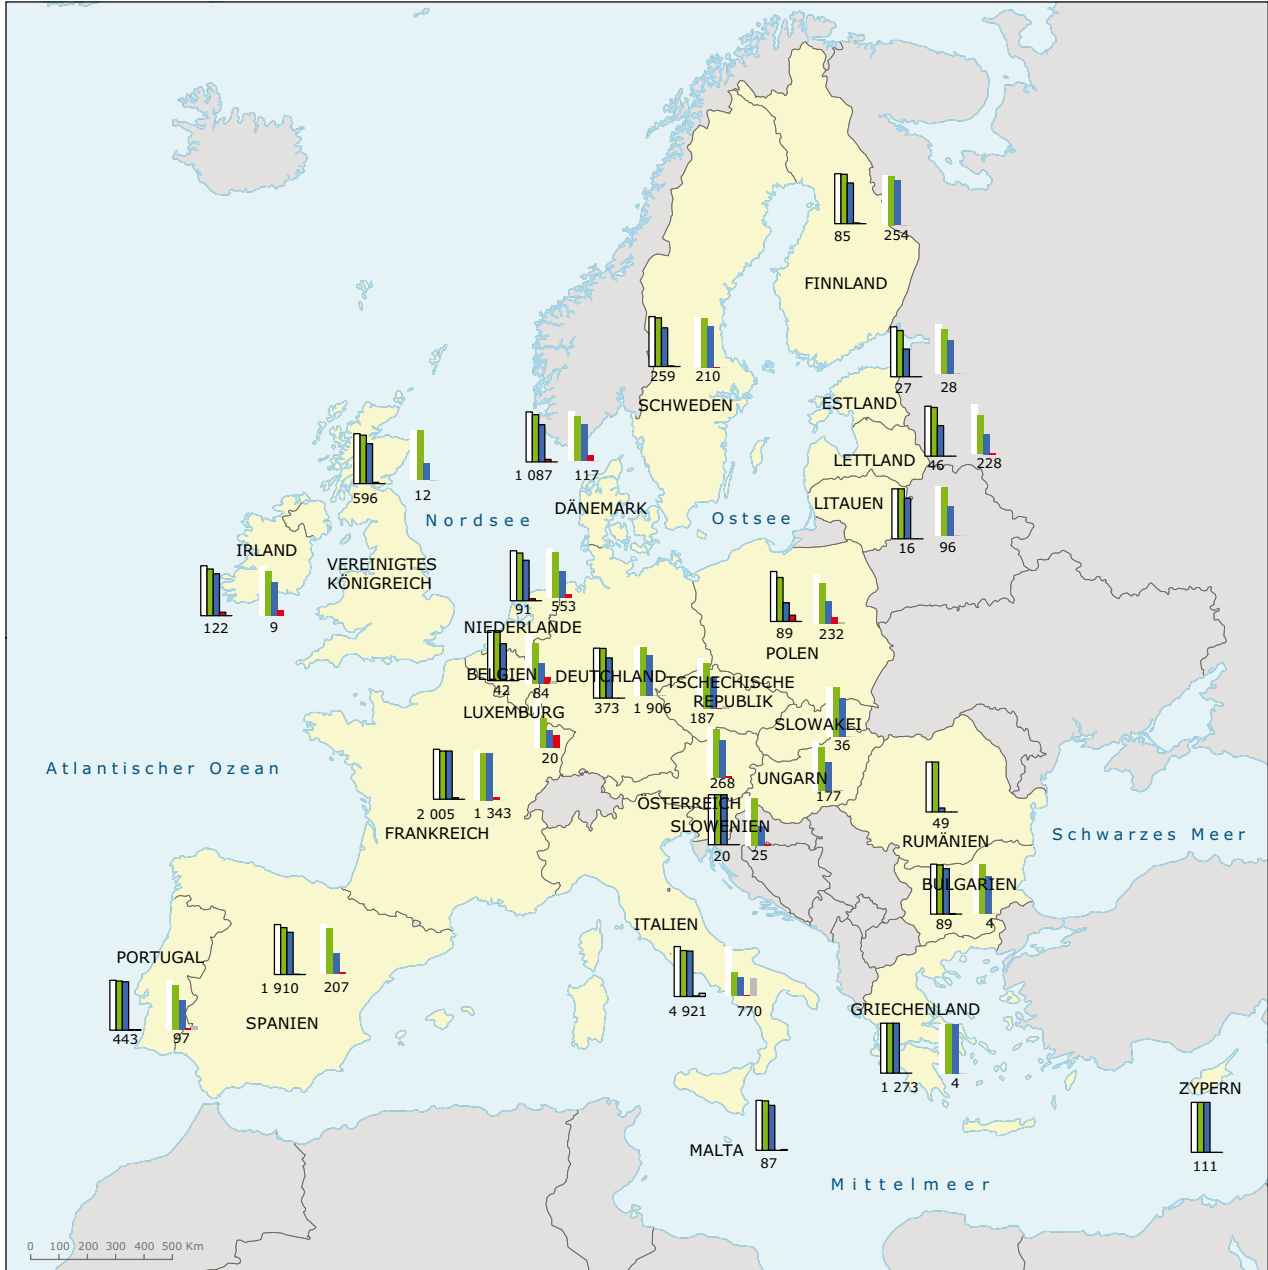 85
254
FINNLAND
259
210
SCHWEDEN
27
28
ESTLAND
46
228
LETTLAND
16
96
LITAUEN
1 087
117
DÄNEMARK
596
12
Nordsee
Ostsee
IRLAND
VEREINIGTES
KÖNIGREICH
122
9
91
553
NIEDERLANDE
89
232
POLEN
BELGIEN
42
84
DEUTCHLAND
373
1 906
TSCHECHISCHE
REPUBLIK
187
LUXEMBURG
20
SLOWAKEI
36
Atlantischer Ozean
268
UNGARN
177
ÖSTERREICH
2 005
1 343
FRANKREICH
SLOWENIEN
20
25
49
RUMÄNIEN
Schwarzes Meer
BULGARIEN
89
4
ITALIEN
4 921
770
PORTUGAL
443
97
1 910
207
SPANIEN
GRIECHENLAND
1 273
4
ZYPERN
111
MALTA
87
Mittelmeer
0 100 200 300 400 500 Km